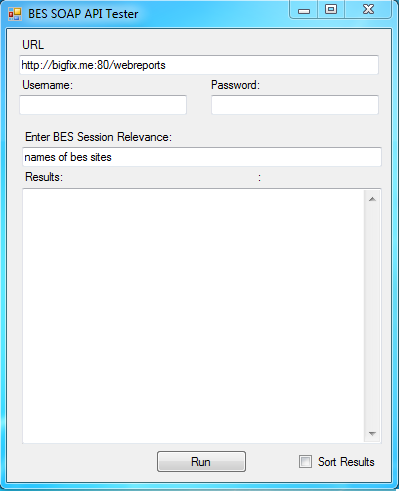 BES SOAP API Tester
URL
http://bigfix.me:80/webreports
Username: Password:
Enter BES Session Relevance:
names of bes sites
Results: :
Run Sort Results